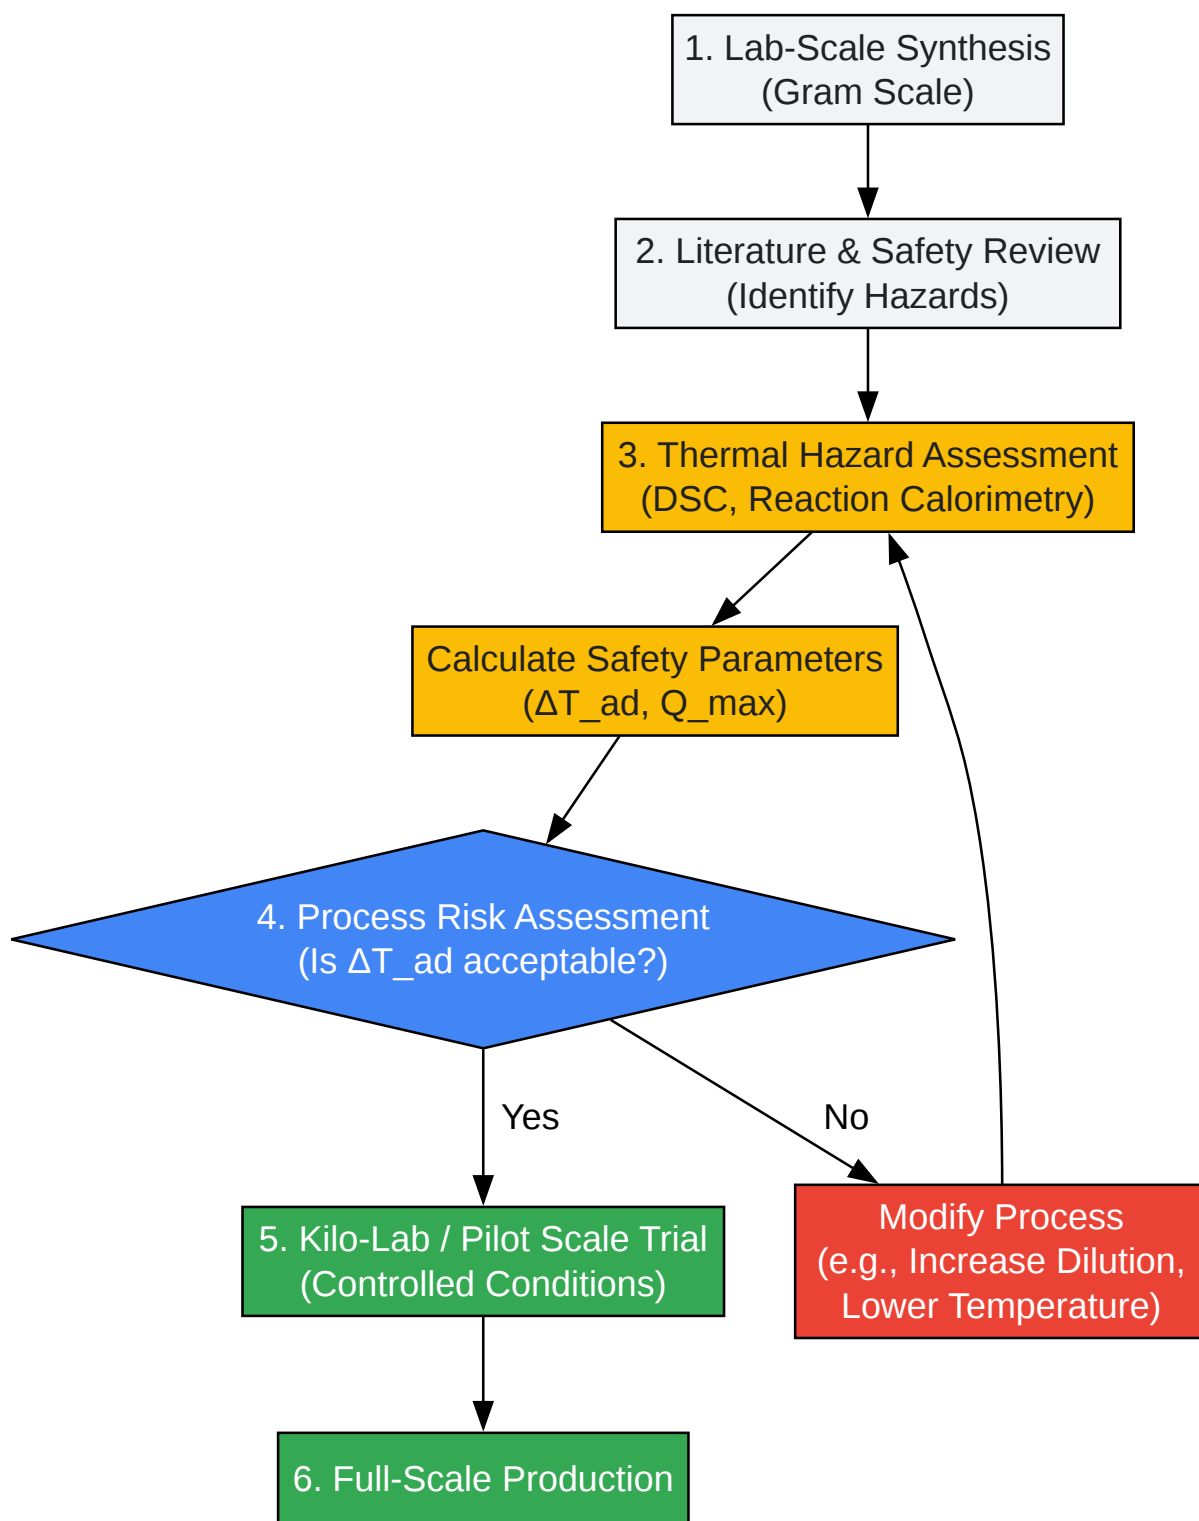 1. Lab-Scale Synthesis
(Gram Scale)
2. Literature & Safety Review
(Identify Hazards)
3. Thermal Hazard Assessment
(DSC, Reaction Calorimetry)
Calculate Safety Parameters
(ΔT_ad, Q_max)
4. Process Risk Assessment
(Is ΔT_ad acceptable?)
Yes
No
5. Kilo-Lab / Pilot Scale Trial
(Controlled Conditions)
Modify Process
(e.g., Increase Dilution,
Lower Temperature)
6. Full-Scale Production